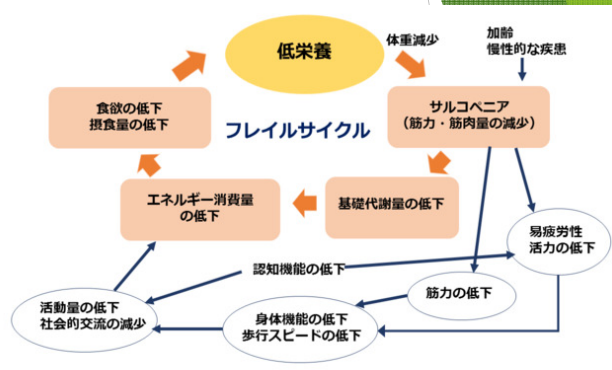 低栄養
体重減少
加齢
慢性的な疾患
食欲の低下
摂食量の低下
フレイルサイクル
サルコペニア
（筋力・筋肉量の減少）
エネルギー消費量
の低下
基礎代謝量の低下
易疲労性
活力の低下
認知機能の低下
筋力の低下
活動量の低下
社会的交流の減少
身体機能の低下
歩行スピードの低下